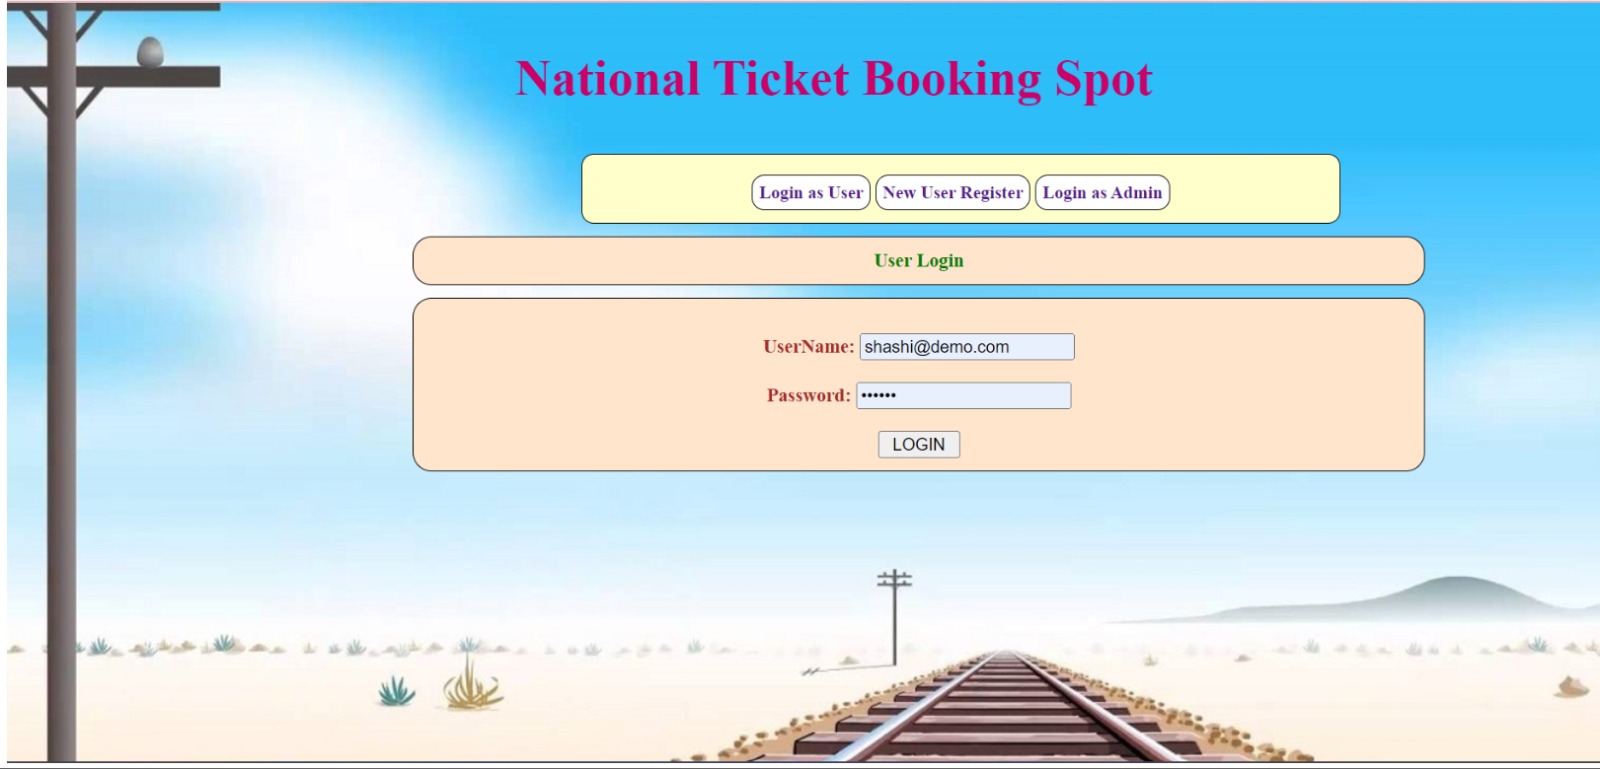 National Ticket Booking Spot
Login as User New User Register Login as Admin
User Login
UserName: shashi@demo.com
Password: ••••••
LOGIN